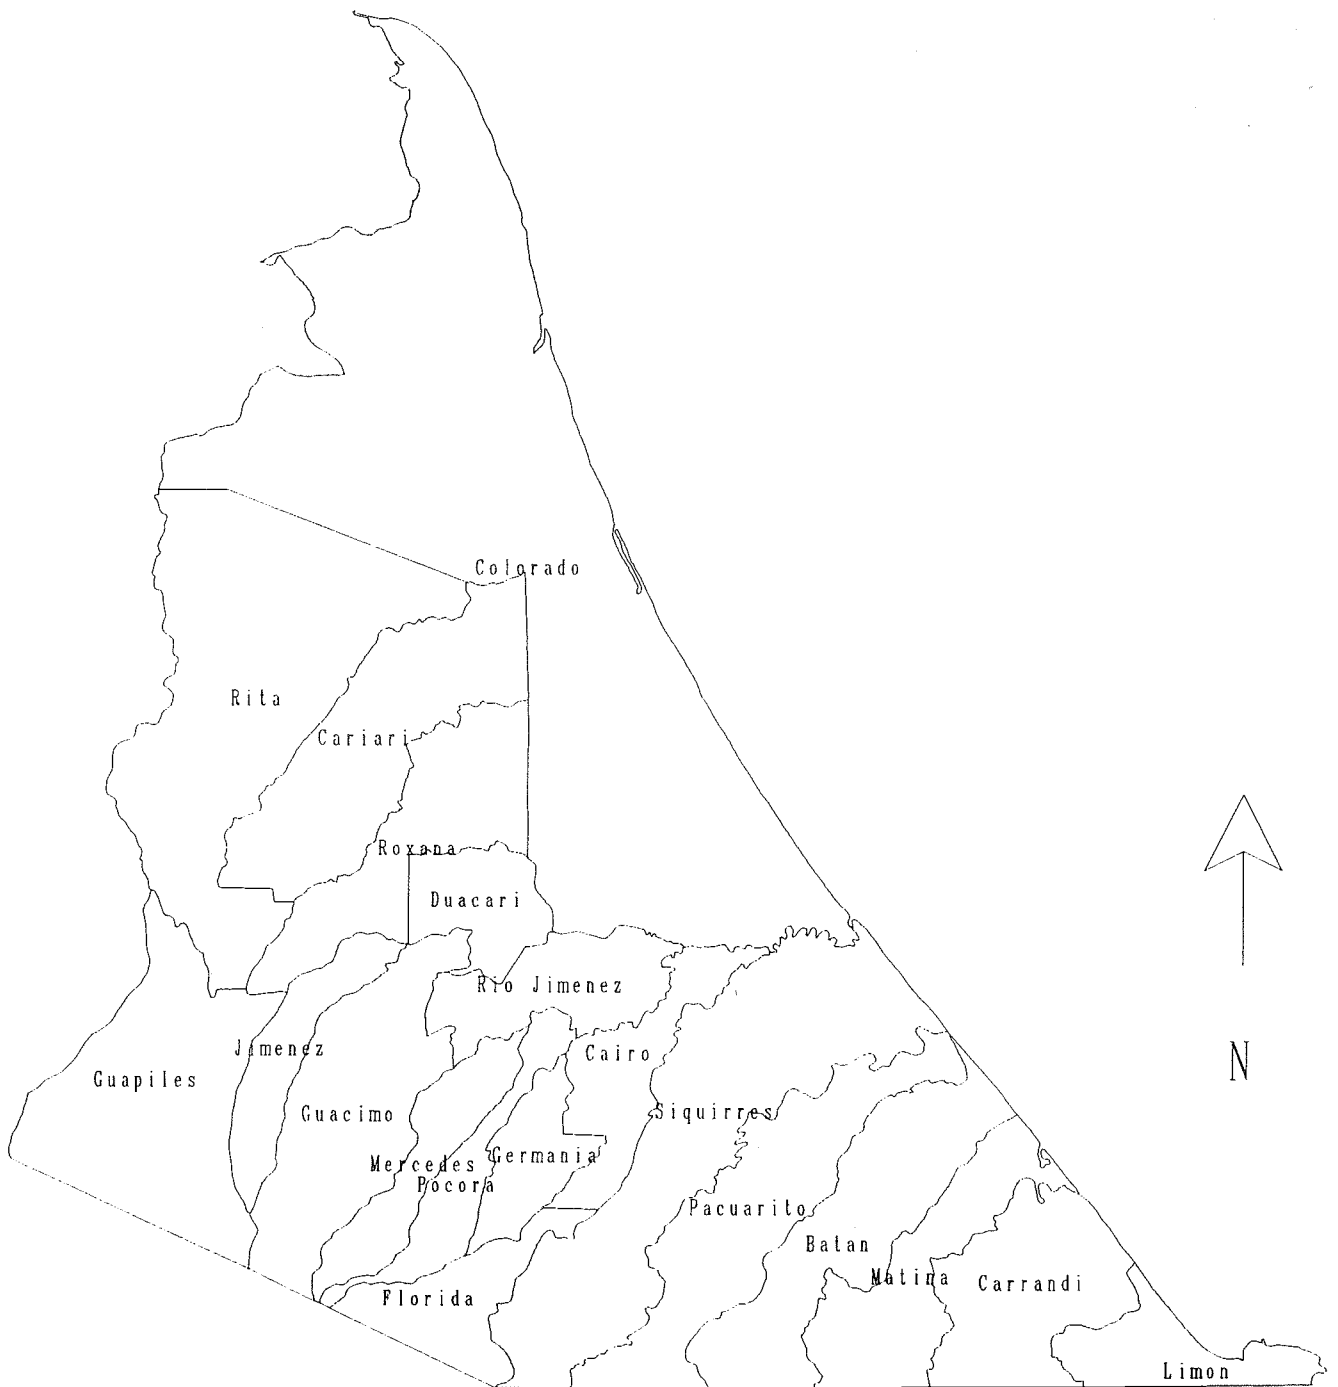 Colorado
Rita
Cariari
Roxana
Duacari
Rio Jimenez
Jimenez
Cairo
N
Guapiles
Guacimo
Siquirres
Germania
Mercedes
Pocora
Pacuarito
Batan
Matina
Carrandi
Florida
Limon